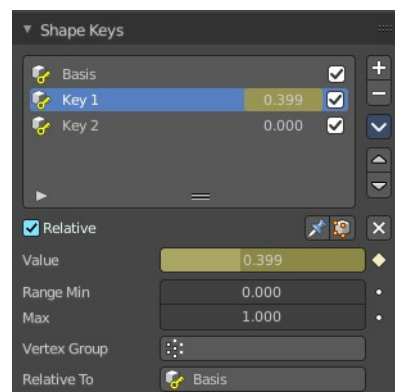 Shape Keys
Basis
Key 1 0.399
Key 2 0.000
Relative
Value 0.399
Range Min 0.000
Max 1.000
Vertex Group
Relative To Basis